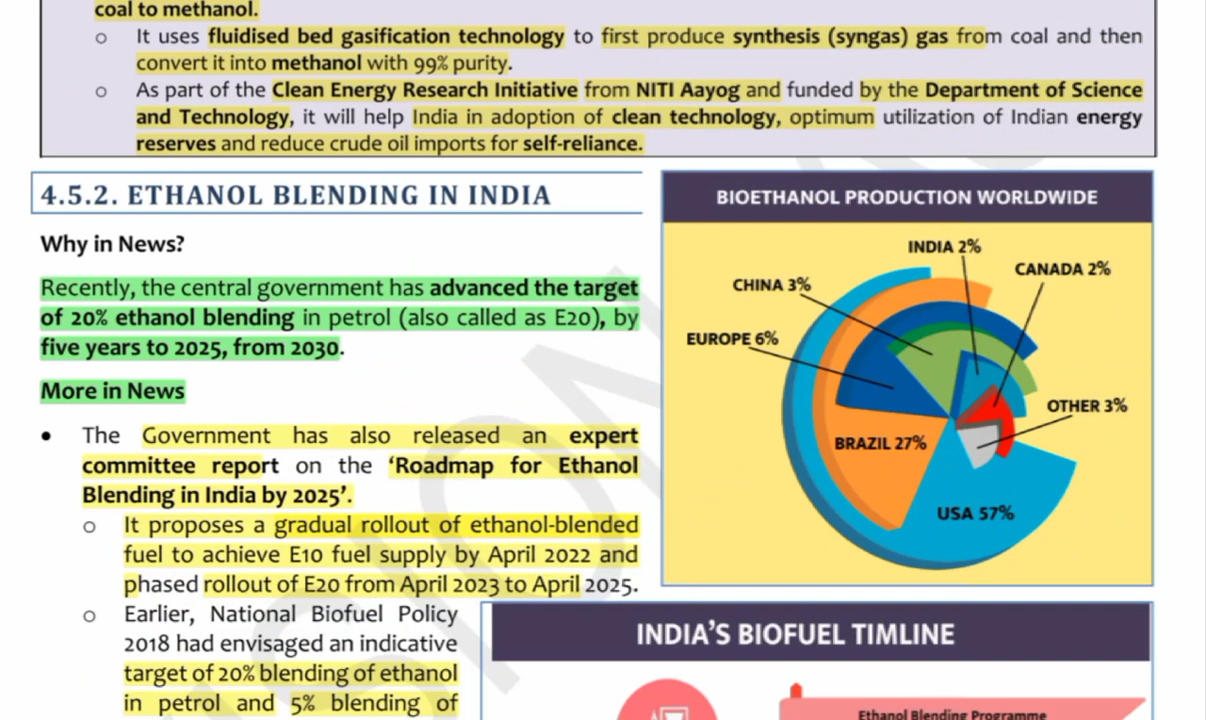 coal to methanol.
o It uses fluidised bed gasification technology to first produce synthesis (syngas) gas from coal and then
convert it into methanol with 99% purity.
o As part of the Clean Energy Research Initiative from NITI Aayog and funded by the Department of Science
and Technology, it will help India in adoption of clean technology, optimum utilization of Indian energy
reserves and reduce crude oil imports for self-reliance.
4.5.2. ETHANOL BLENDING IN INDIA
Why in News?
Recently, the central government has advanced the target
of 20% ethanol blending in petrol (also called as E20), by
five years to 2025, from 2030.
More in News
• The Government has also released an expert
committee report on the ‘Roadmap for Ethanol
Blending in India by 2025’.
o It proposes a gradual rollout of ethanol-blended
fuel to achieve E10 fuel supply by April 2022 and
phased rollout of E20 from April 2023 to April 2025.
o Earlier, National Biofuel Policy
2018 had envisaged an indicative
target of 20% blending of ethanol
in petrol and 5% blending of
BIOETHANOL PRODUCTION WORLDWIDE
INDIA 2%
CANADA 2%
CHINA 3%
EUROPE 6%
OTHER 3%
BRAZIL 27%
USA 57%
INDIA’S BIOFUEL TIMLINE
Ethanol Blending Programme